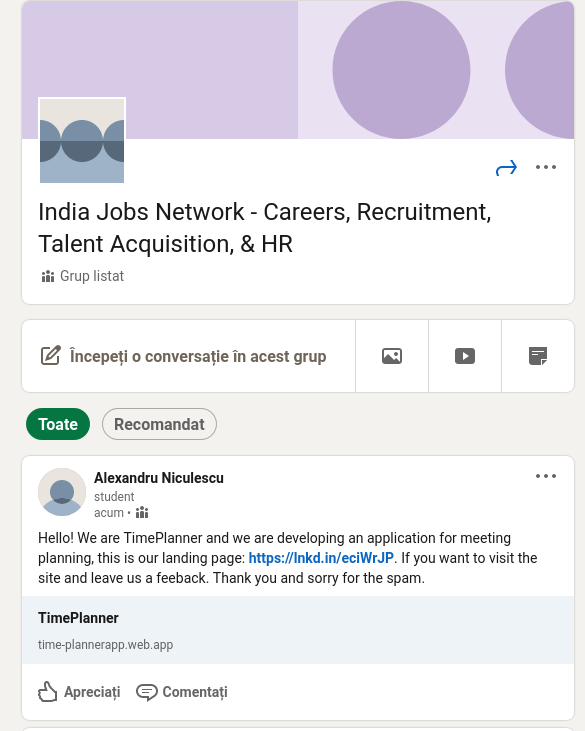 India Jobs Network - Careers, Recruitment,
Talent Acquisition, & HR
Grup listat
Începeți o conversație în acest grup
Toate
Recomandat
Alexandru Niculescu
student
acum •
Hello! We are TimePlanner and we are developing an application for meeting
planning, this is our landing page: https://lnkd.in/eciWrJP. If you want to visit the
site and leave us a feeback. Thank you and sorry for the spam.
TimePlanner
time-plannerapp.web.app
Apreciați
Comentați